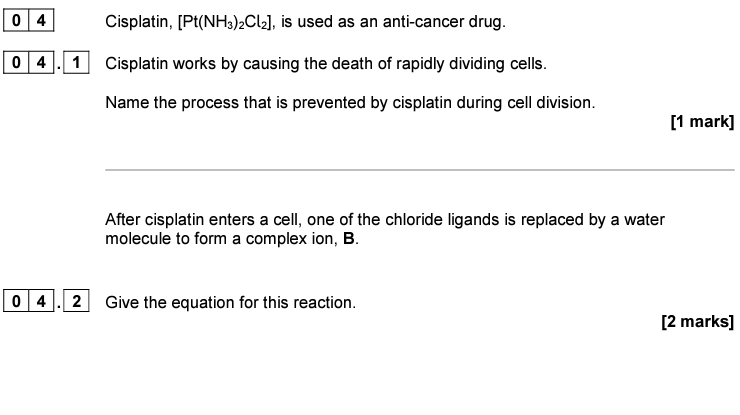 0 4 Cisplatin, [Pt(NH₃)₂Cl₂], is used as an anti-cancer drug.
0 4 . 1 Cisplatin works by causing the death of rapidly dividing cells.
Name the process that is prevented by cisplatin during cell division.
[1 mark]
After cisplatin enters a cell, one of the chloride ligands is replaced by a water
molecule to form a complex ion, B.
0 4 . 2 Give the equation for this reaction.
[2 marks]